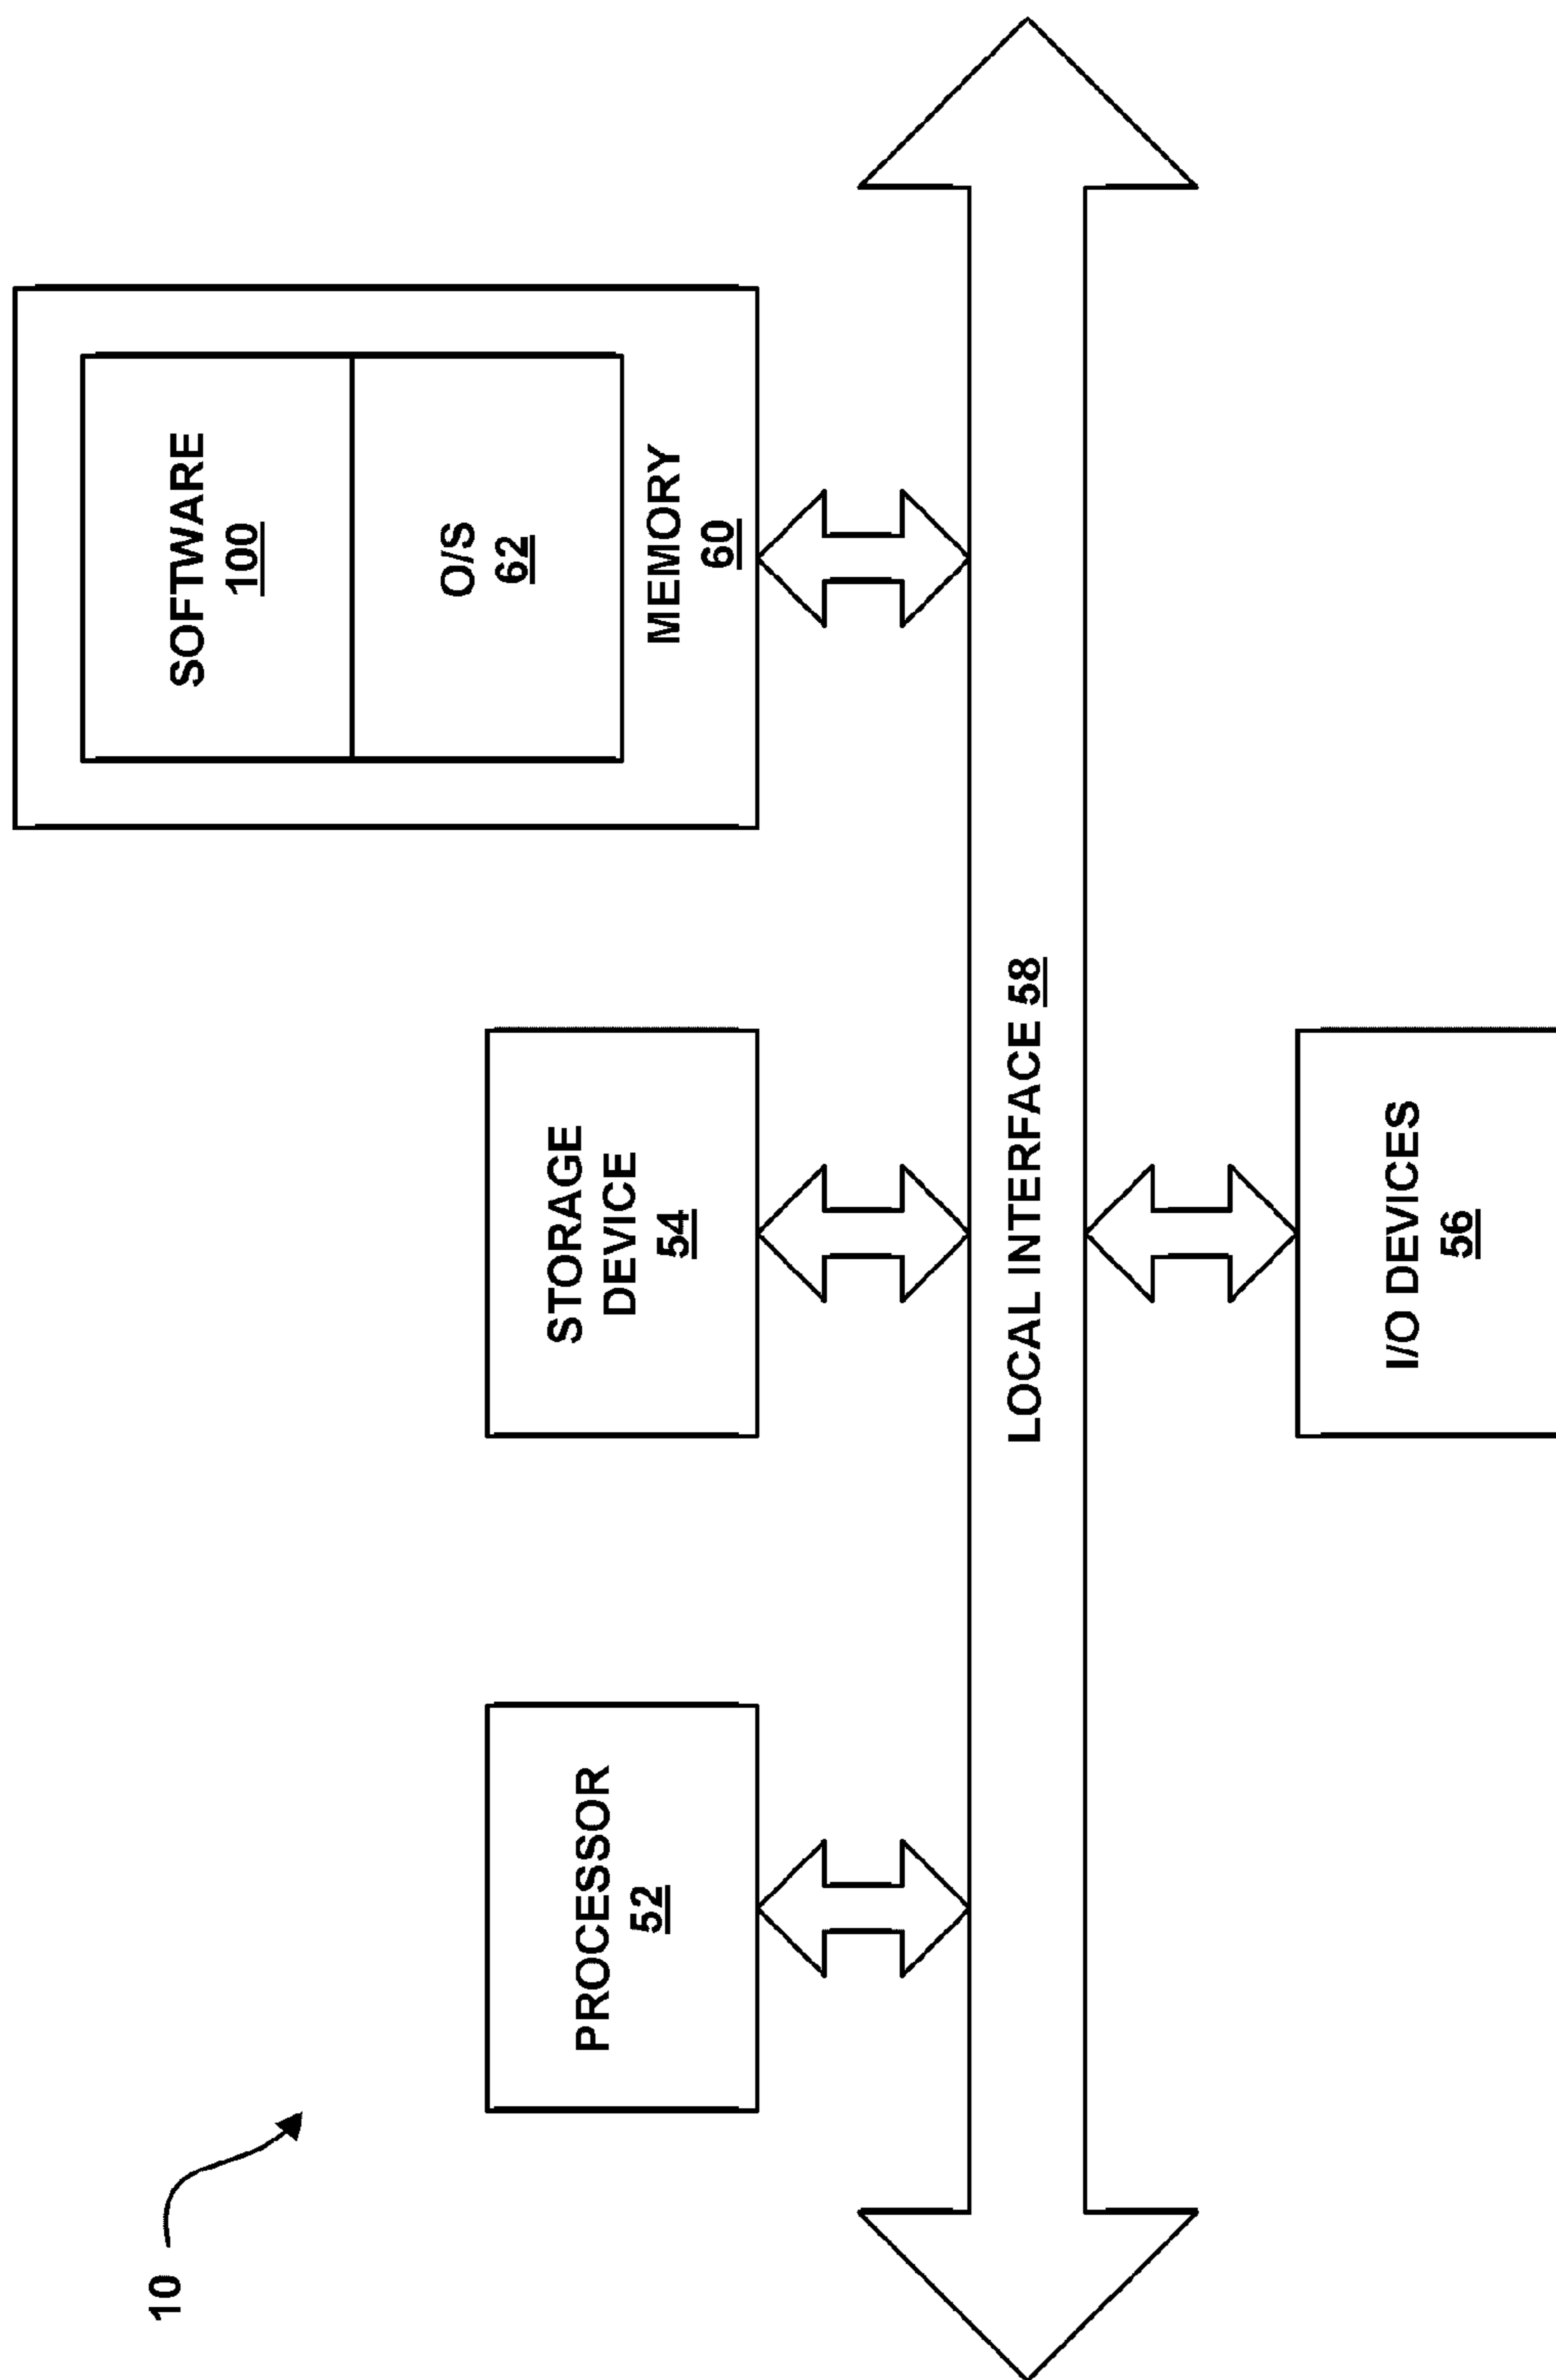 10
PROCESSOR
52
STORAGE
DEVICE
54
SOFTWARE
100
O/S
62
MEMORY
60
LOCAL INTERFACE 58
I/O DEVICES
56